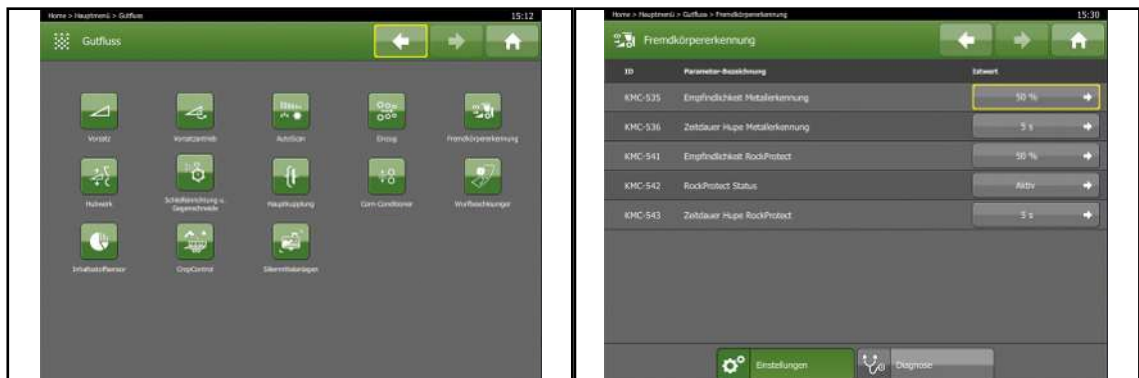 Home > Hauptmenü > Gutfluss 15:12
Gutfluss
Vorsatz Vorsatzantrieb AutoScan Einzug Fremdkörpererkennung
Hubwerk Schleifeinrichtung u. Gegenschneide Hauptkupplung Corn-Conditioner Wurfbeschleuniger
Inhaltsstoffsensor CropControl Siliermittelanlagen
Home > Hauptmenü > Gutfluss > Fremdkörpererkennung 15:30
Fremdkörpererkennung
ID Parameter-Bezeichnung Istwert
KMC-535 Empfindlichkeit Metallerkennung 50 %
KMC-536 Zeitdauer Hupe Metallerkennung 5 s
KMC-541 Empfindlichkeit RockProtect 50 %
KMC-542 RockProtect Status Aktiv
KMC-543 Zeitdauer Hupe RockProtect 5 s
Einstellungen Diagnose